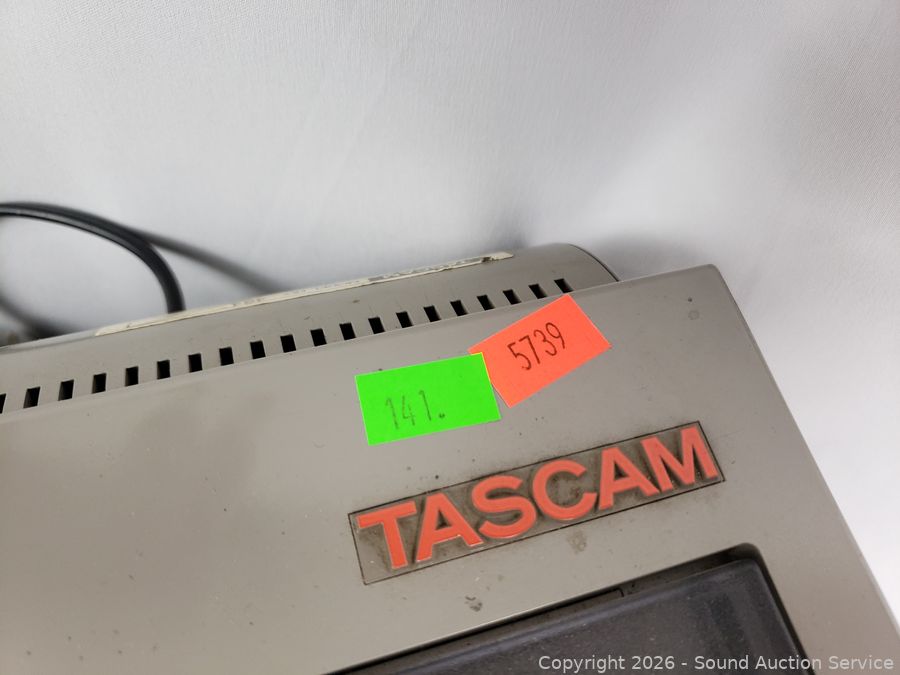 5739
141.
TASCAM
Copyright 2026 - Sound Auction Service